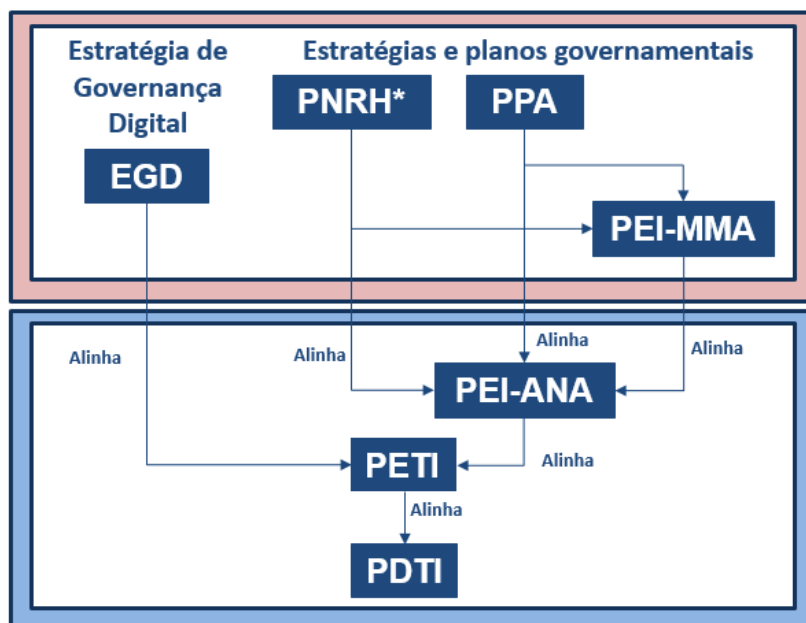 Estratégia de
Governança
Digital
EGD
Estratégias e planos governamentais
PNRH*
PPA
PEI-MMA
Alinha
Alinha
Alinha
Alinha
PEI-ANA
PETI
Alinha
Alinha
PDTI